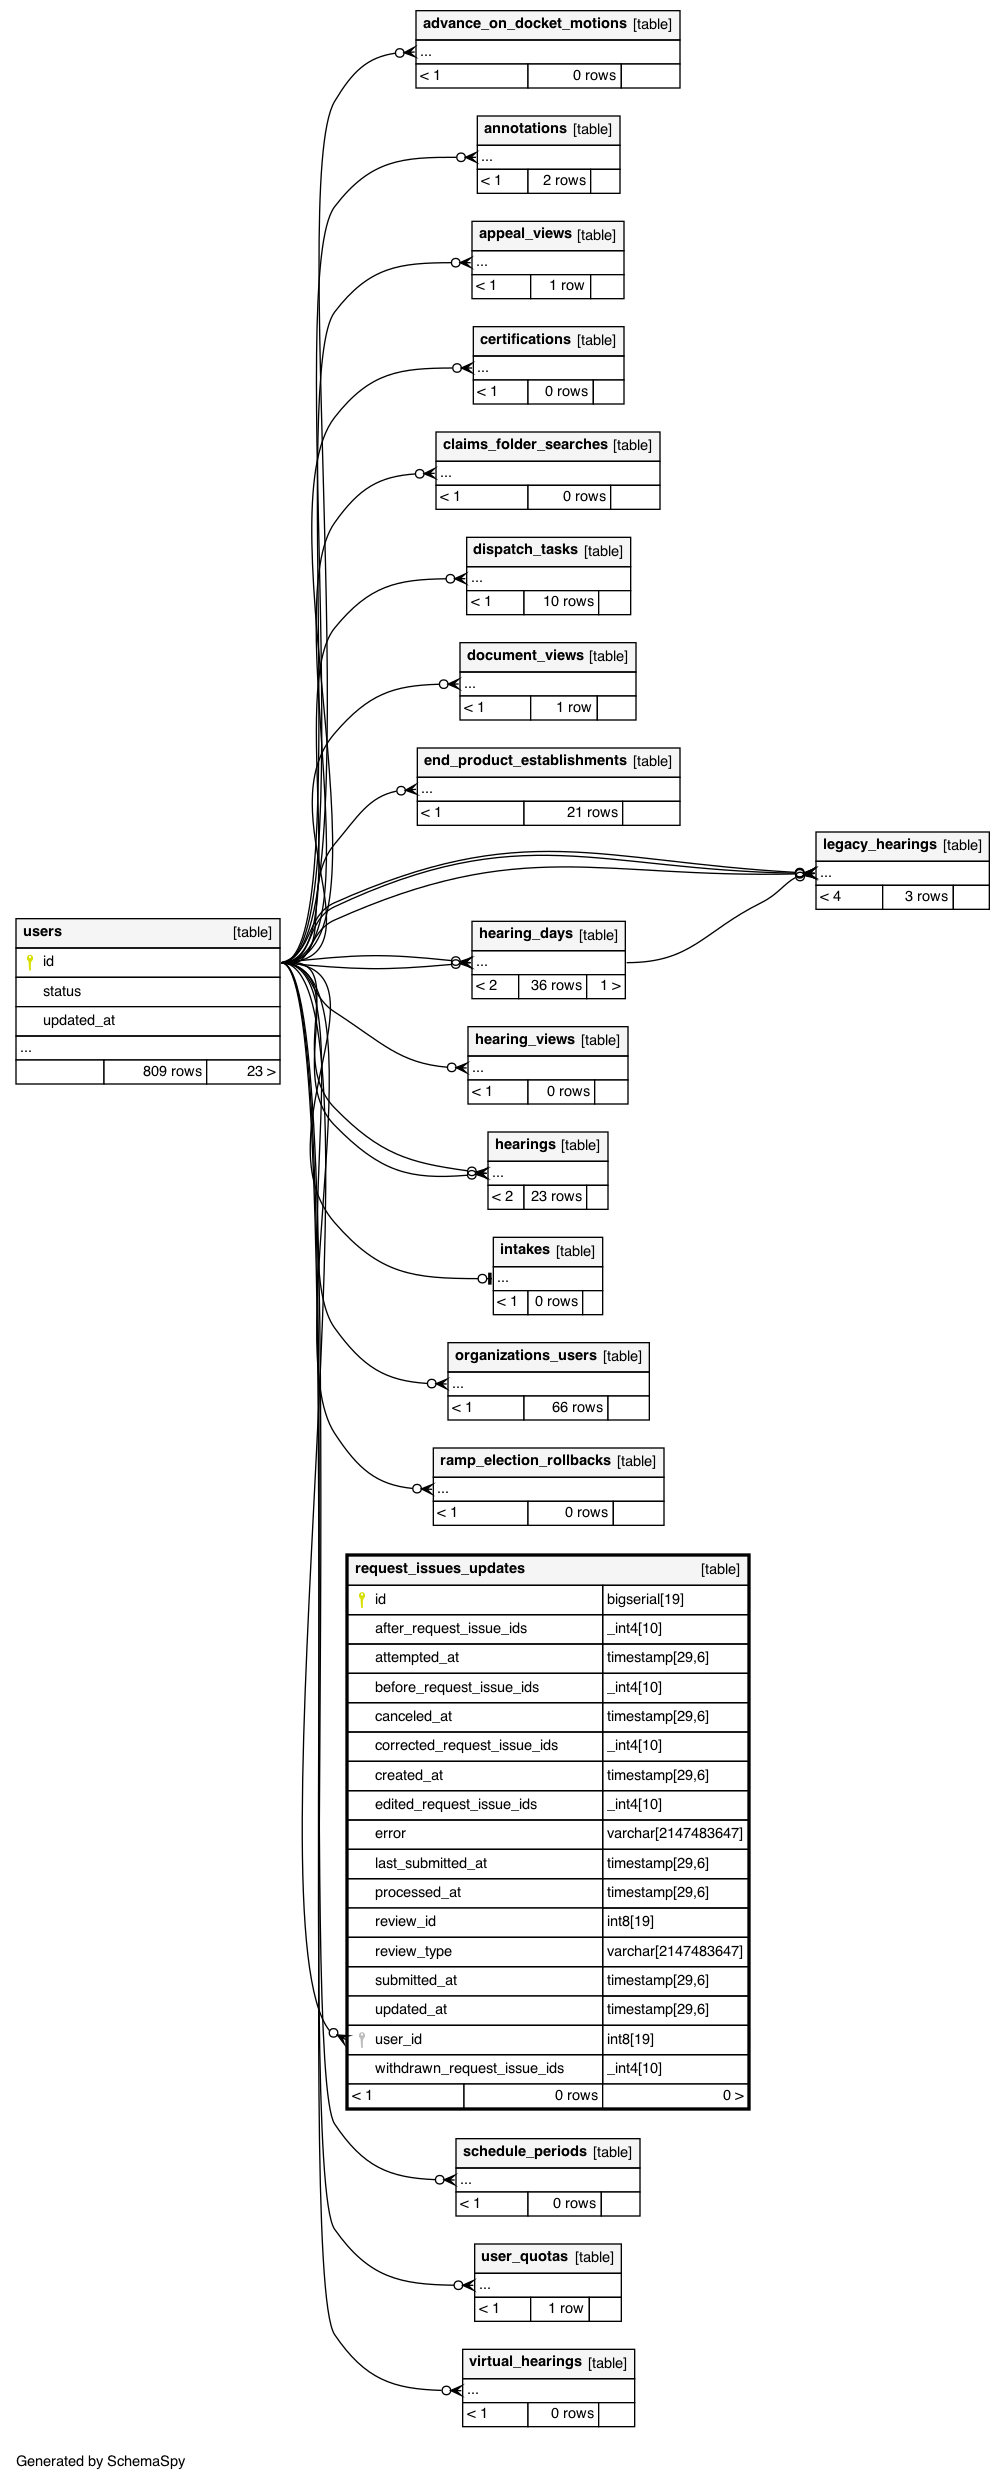 advance_on_docket_motions [table]
...
< 1 0 rows
annotations [table]
...
< 1 2 rows
appeal_views [table]
...
< 1 1 row
certifications [table]
...
< 1 0 rows
claims_folder_searches [table]
...
< 1 0 rows
dispatch_tasks [table]
...
< 1 10 rows
document_views [table]
...
< 1 1 row
end_product_establishments [table]
...
< 1 21 rows
legacy_hearings [table]
...
< 4 3 rows
users [table]
id
status
updated_at
...
809 rows 23 >
hearing_days [table]
...
< 2 36 rows 1 >
hearing_views [table]
...
< 1 0 rows
hearings [table]
...
< 2 23 rows
intakes [table]
...
< 1 0 rows
organizations_users [table]
...
< 1 66 rows
ramp_election_rollbacks [table]
...
< 1 0 rows
request_issues_updates [table]
id bigserial[19]
after_request_issue_ids _int4[10]
attempted_at timestamp[29,6]
before_request_issue_ids _int4[10]
canceled_at timestamp[29,6]
corrected_request_issue_ids _int4[10]
created_at timestamp[29,6]
edited_request_issue_ids _int4[10]
error varchar[2147483647]
last_submitted_at timestamp[29,6]
processed_at timestamp[29,6]
review_id int8[19]
review_type varchar[2147483647]
submitted_at timestamp[29,6]
updated_at timestamp[29,6]
user_id int8[19]
withdrawn_request_issue_ids _int4[10]
< 1 0 rows 0 >
schedule_periods [table]
...
< 1 0 rows
user_quotas [table]
...
< 1 1 row
virtual_hearings [table]
...
< 1 0 rows
Generated by SchemaSpy